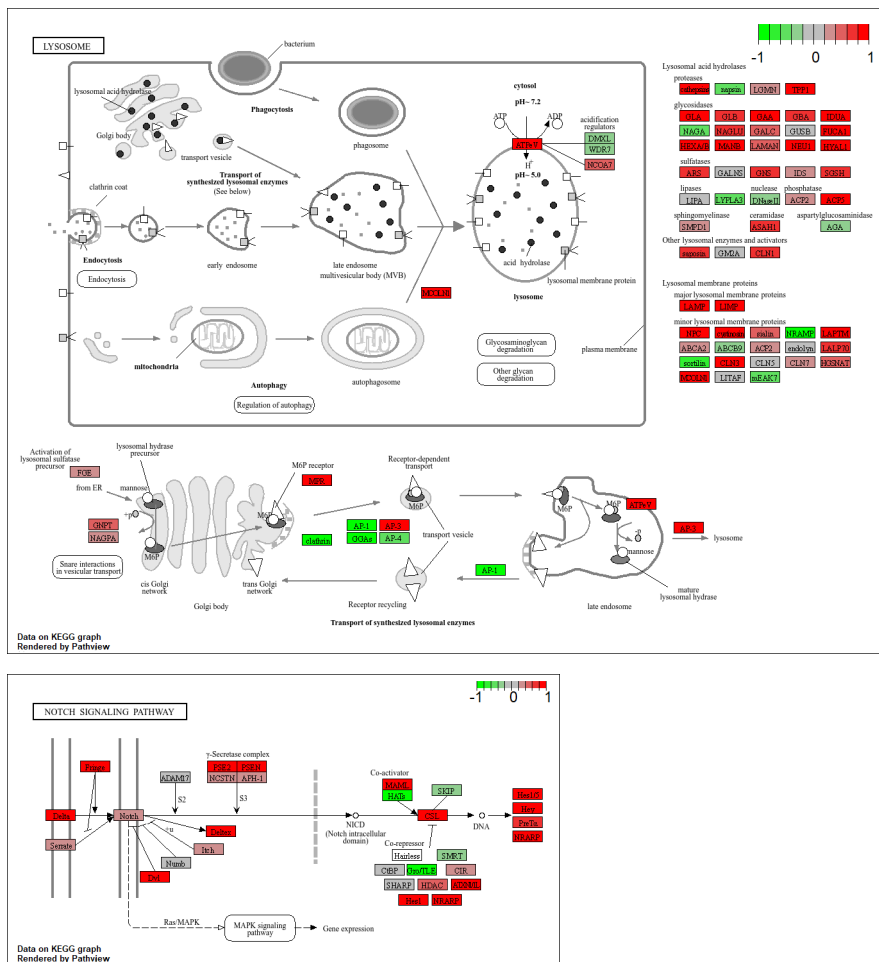 LYSOSOME
-1 0 1
bacterium
lysosomal acid hydrolase
Golgi body
Phagocytosis
transport vesicle
phagosome
cytosol
pH~ 7.2
ATP
ADP
ATPeV
H+
pH~ 5.0
acidification
regulators
DMXL
WDR7
NCOA7
Transport of
synthesized lysosomal enzymes
(See below)
clathrin coat
Endocytosis
Endocytosis
early endosome
late endosome
multivesicular body (MVB)
MCOLN1
acid hydrolase
lysosomal membrane protein
lysosome
mitochondria
Autophagy
Regulation of autophagy
autophagosome
Glycosaminoglycan
degradation
Other glycan
degradation
plasma membrane
Lysosomal acid hydrolases
proteases
cathepsin napsin LGMN TPP1
glycosidases
GLA GLB GAA GBA IDUA
NAGA NAGLU GALC GUSB FUCA1
HEXA/B MANB LAMAN NEU1 HYAL1
sulfatases
ARS GALNS GNS IDS SGSH
lipases nuclease phosphatase
LIPA LYPLA3 DNaseII ACP2 ACP5
sphingomyelinase ceramidase aspartylglucosaminidase
SMPD1 ASAH1 AGA
Other lysosomal enzymes and activators
saposin GM2A CLN1
Lysosomal membrane proteins
major lysosomal membrane proteins
LAMP LIMP
minor lysosomal membrane proteins
NPC cystinosin sialin NRAMP LAPTM
ABCA2 ABCB9 ACP2 endolyn LALP70
sortilin CLN3 CLN5 CLN7 HGSNAT
MCOLN1 LITAF mEAK7
Activation of
lysosomal sulfatase
precursor
FGE
from ER
lysosomal hydrase
precursor
mannose
+p
GNPT
NAGPA
M6P
Snare interactions
in vesicular transport
cis Golgi
network
Golgi body
trans Golgi
network
M6P receptor
MPR
M6P
clathrin
AP-1 AP-3
GGAs AP-4
Receptor-dependent
transport
M6P
transport vesicle
AP-1
Receptor recycling
M6P
M6P
ATPeV
-p
mannose
AP-3
lysosome
mature
lysosomal hydrase
late endosome
Transport of synthesized lysosomal enzymes
Data on KEGG graph
Rendered by Pathview
NOTCH SIGNALING PATHWAY
-1 0 1
Fringe
Delta
Serrate
Notch
ADAM17
S2
γ-Secretase complex
PSE2 PSEN
NCSTN APH-1
S3
+u
Deltex
Itch
Numb
Dvl
NICD
(Notch intracellular
domain)
Co-activator
MAML
HATs
SKIP
CSL
DNA
Hes1/5
Hey
PreTa
NRARP
Co-repressor
Hairless SMRT
CtBP Gro/TLE CIR
SHARP HDAC ATXN1/1L
Hes1 NRARP
Ras/MAPK
MAPK signaling
pathway
Gene expression
Data on KEGG graph
Rendered by Pathview